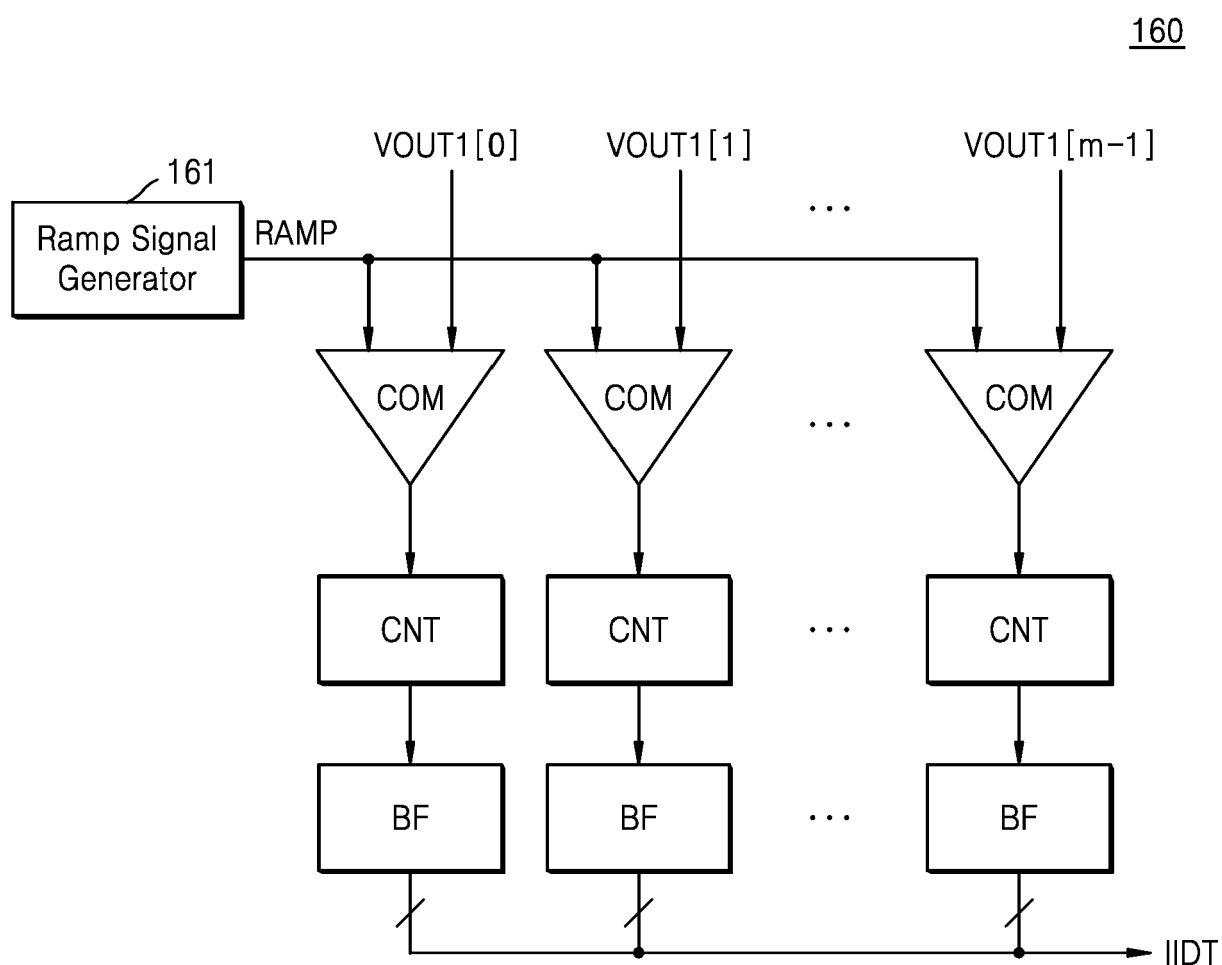 160
VOUT1[0] VOUT1[1] VOUT1[m-1]
161
Ramp Signal
Generator
RAMP
...
COM COM ... COM
CNT CNT ... CNT
BF BF ... BF
IIDT